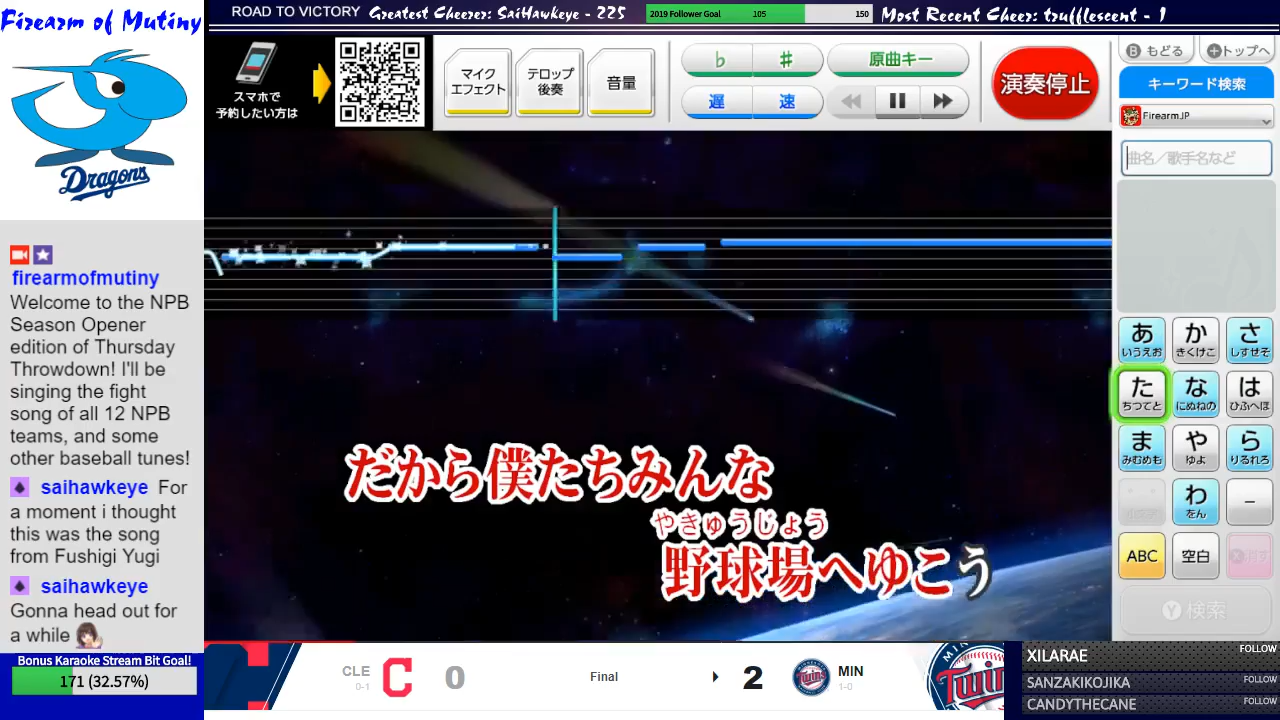 Firearm of Mutiny
ROAD TO VICTORY
Greatest Cheerer: SaiHawkeye - 225
2019 Follower Goal
105
150
Most Recent Cheer: trufflescent - 1
スマホで
予約したい方は
マイク
エフェクト
テロップ
後奏
音量
♭
♯
原曲キー
遅
速
演奏停止
B もどる
トップへ
キーワード検索
FirearmJP
曲名／歌手名など
Dragons
firearmofmutiny
Welcome to the NPB
Season Opener
edition of Thursday
Throwdown! I'll be
singing the fight
song of all 12 NPB
teams, and some
other baseball tunes!
saihawkeye For
a moment i thought
this was the song
from Fushigi Yugi
saihawkeye
Gonna head out for
a while
Bonus Karaoke Stream Bit Goal!
171 (32.57%)
だから僕たちみんな
やきゅうじょう
野球場へゆこう
あ
いうえお
か
きくけこ
さ
しすせそ
た
ちつてと
な
にぬねの
は
ひふへほ
ま
みむめも
や
ゆよ
ら
りるれろ
わ
をん
ー
ABC
空白
X 消す
Y 検索
CLE
0-1
C
0
Final
2
Twins
MIN
1-0
Twins
XILARAE
FOLLOW
SANZAKIKOJIKA
FOLLOW
CANDYTHECANE
FOLLOW